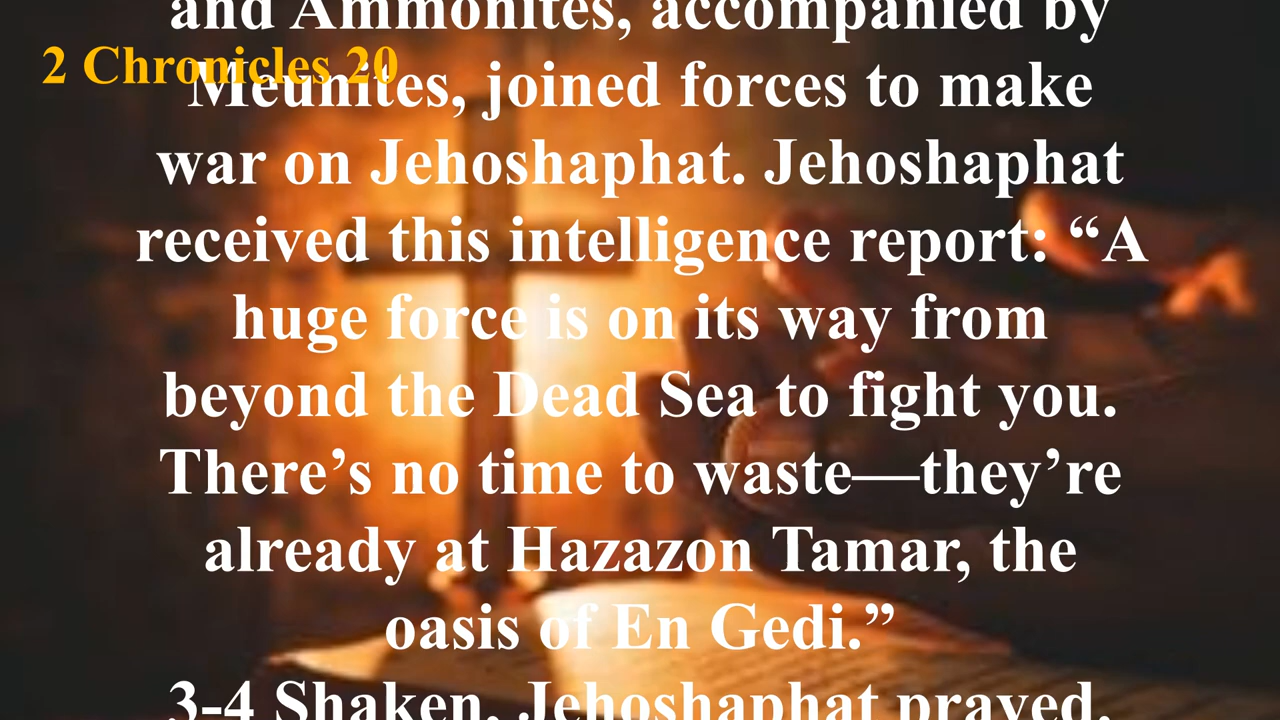 and Ammonites, accompanied by
2 Chronicles 20
Meunites, joined forces to make
war on Jehoshaphat. Jehoshaphat
received this intelligence report: “A
huge force is on its way from
beyond the Dead Sea to fight you.
There’s no time to waste—they’re
already at Hazazon Tamar, the
oasis of En Gedi.”
3-4 Shaken, Jehoshaphat prayed.